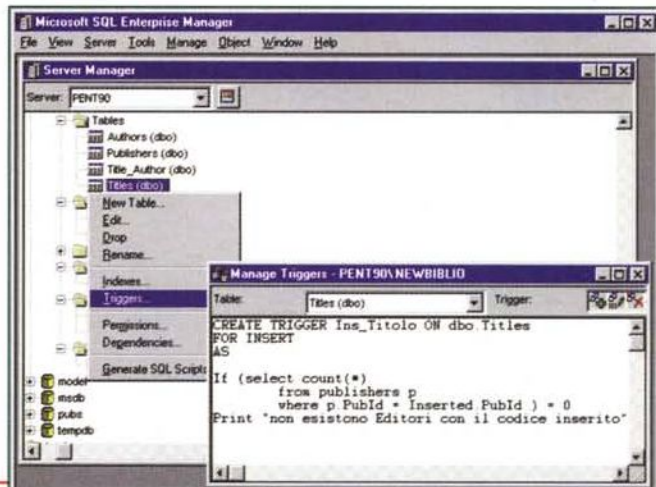 Microsoft SQL Enterprise Manager
File View Server Tools Manage Object Window Help
Server Manager
Server: PENT90
Tables
Authors (dbo)
Publishers (dbo)
Title_Author (dbo)
Titles (dbo)
New Table...
Edit...
Drop
Rename...
Indexes...
Triggers...
Permissions...
Dependencies...
Generate SQL Scripts
model
msdb
pubs
tempdb
Manage Triggers - PENT90\NEWBIBLIO
Table: Titles (dbo) Trigger:
CREATE TRIGGER Ins_Titolo ON dbo.Titles
FOR INSERT
AS
If (select count(*)
from publishers p
where p.PubId = Inserted.PubId ) = 0
Print "non esistono Editori con il codice inserito"